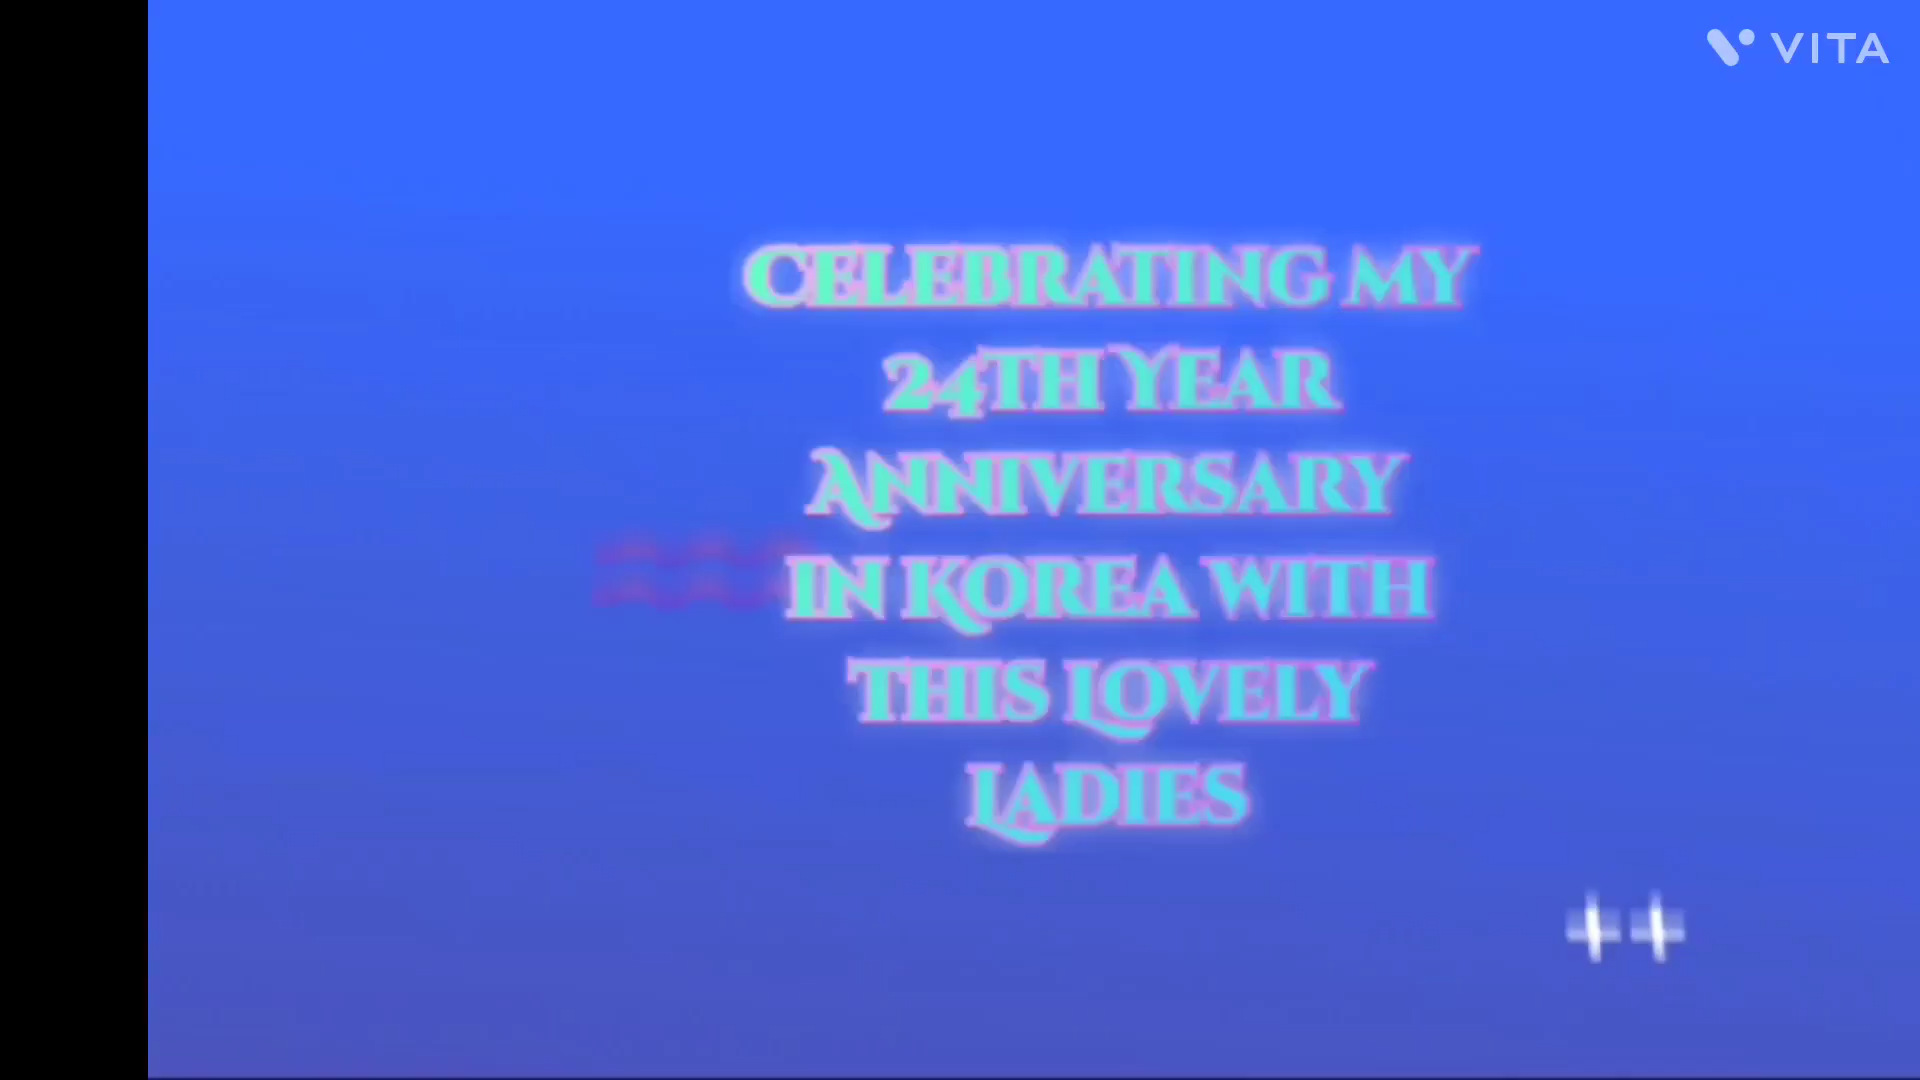 VITA
Celebrating my
24th Year
Anniversary
in Korea with
this Lovely
Ladies